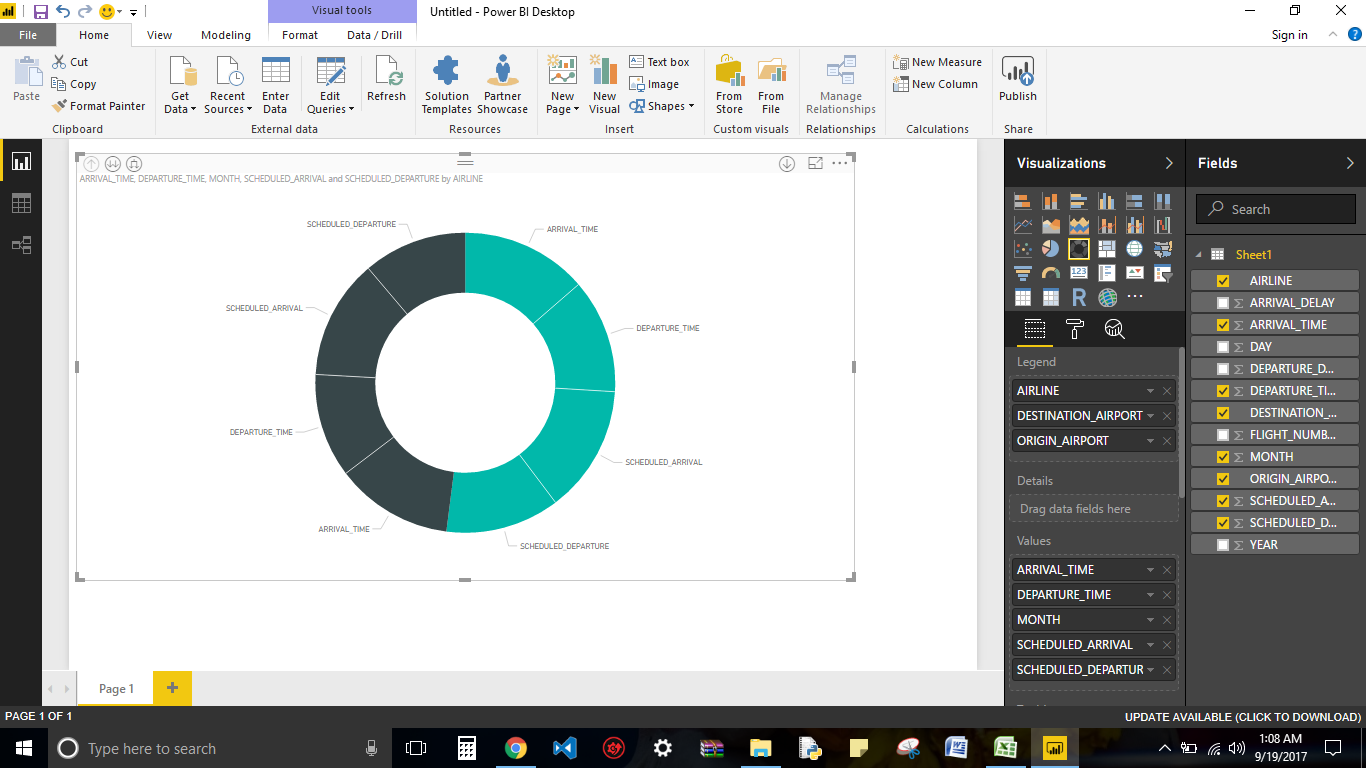 Visual tools
Untitled - Power BI Desktop
File
Home
View
Modeling
Format
Data / Drill
Sign in
Paste
Cut
Copy
Format Painter
Clipboard
Get Data
Recent Sources
Enter Data
Edit Queries
Refresh
External data
Solution Templates
Partner Showcase
Resources
New Page
New Visual
Text box
Image
Shapes
Insert
From Store
From File
Custom visuals
Manage Relationships
Relationships
New Measure
New Column
Calculations
Publish
Share
ARRIVAL_TIME, DEPARTURE_TIME, MONTH, SCHEDULED_ARRIVAL and SCHEDULED_DEPARTURE by AIRLINE
SCHEDULED_DEPARTURE
ARRIVAL_TIME
SCHEDULED_ARRIVAL
DEPARTURE_TIME
DEPARTURE_TIME
SCHEDULED_ARRIVAL
ARRIVAL_TIME
SCHEDULED_DEPARTURE
Visualizations
123
R
Legend
AIRLINE
DESTINATION_AIRPORT
ORIGIN_AIRPORT
Details
Drag data fields here
Values
ARRIVAL_TIME
DEPARTURE_TIME
MONTH
SCHEDULED_ARRIVAL
SCHEDULED_DEPARTUR
Fields
Search
Sheet1
AIRLINE
ARRIVAL_DELAY
ARRIVAL_TIME
DAY
DEPARTURE_D...
DEPARTURE_TI...
DESTINATION_...
FLIGHT_NUMB...
MONTH
ORIGIN_AIRPO...
SCHEDULED_A...
SCHEDULED_D...
YEAR
Page 1
PAGE 1 OF 1
UPDATE AVAILABLE (CLICK TO DOWNLOAD)
Type here to search
1:08 AM
9/19/2017